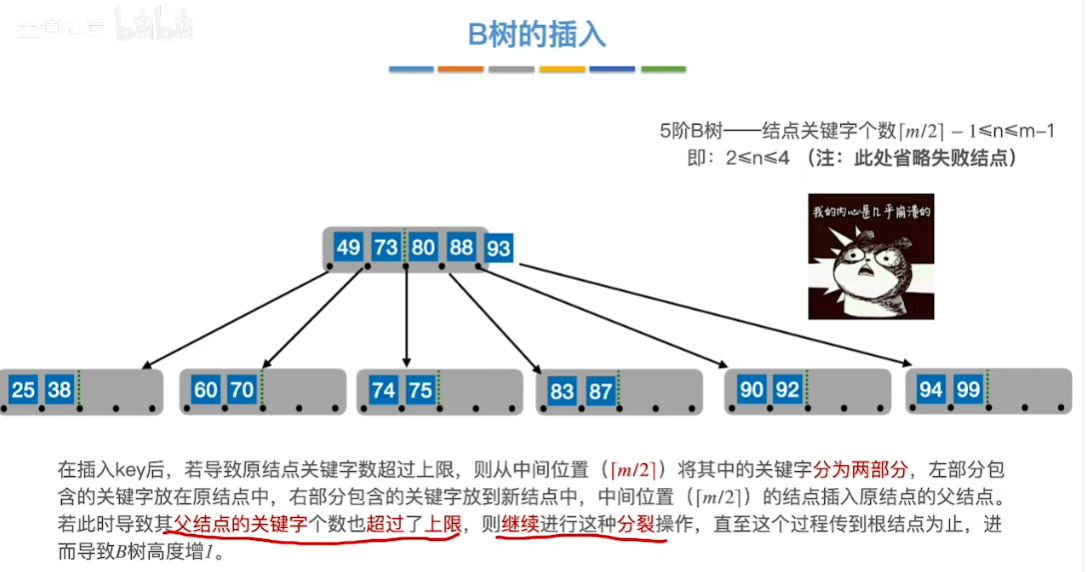 王道论坛 bilibili
B树的插入
5阶B树——结点关键字个数⌈m/2⌉ − 1≤n≤m–1
即：2≤n≤4 （注：此处省略失败结点）
我的内心是几乎崩溃的
49 73 80 88 93
25 38 60 70 74 75 83 87 90 92 94 99
在插入key后，若导致原结点关键字数超过上限，则从中间位置（⌈m/2⌉）将其中的关键字分为两部分，左部分包
含的关键字放在原结点中，右部分包含的关键字放到新结点中，中间位置（⌈m/2⌉）的结点插入原结点的父结点。
若此时导致其父结点的关键字个数也超过了上限，则继续进行这种分裂操作，直至这个过程传到根结点为止，进
而导致B树高度增1。